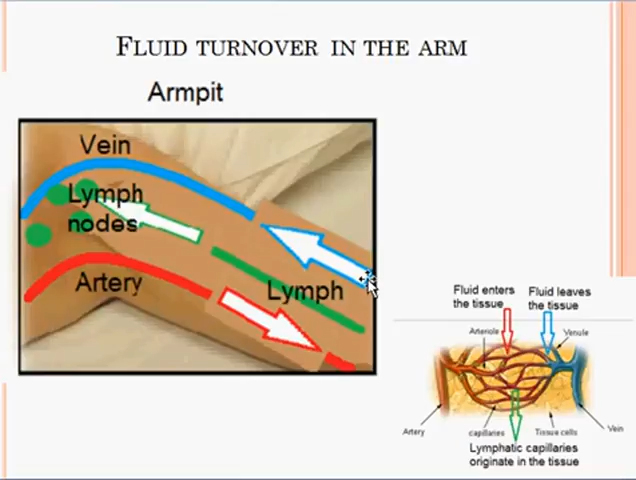 FLUID TURNOVER IN THE ARM
Armpit
Vein
Lymph
nodes
Artery
Lymph
Fluid enters
the tissue
Fluid leaves
the tissue
Arteriole
Venule
Artery
capillaries
Tissue cells
Vein
Lymphatic capillaries
originate in the tissue